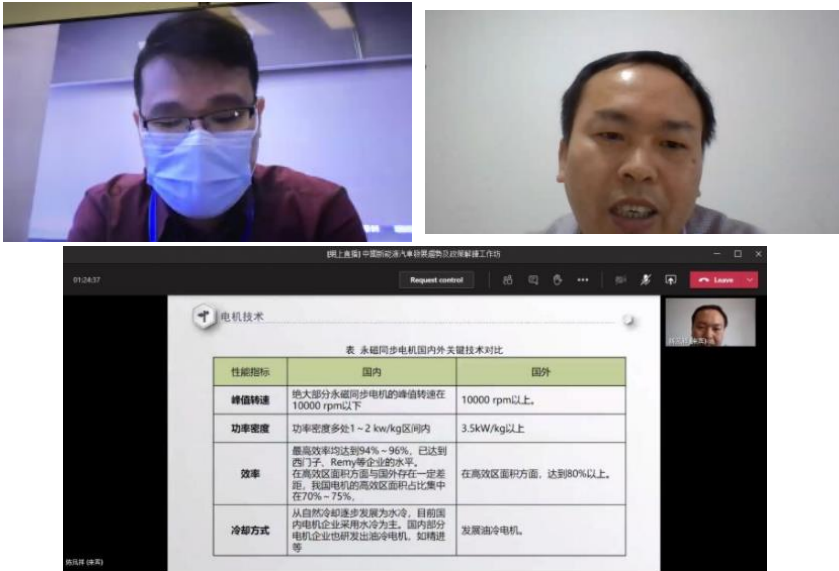 [網上直播] 中國新能源汽車發展趨勢及政策解讀工作坊
01:24:37
Request control
Leave
电机技术
表 永磁同步电机国内外关键技术对比
性能指标 国内 国外
峰值转速 绝大部分永磁同步电机的峰值转速在
10000 rpm以下 10000 rpm以上。
功率密度 功率密度多处1~2 kw/kg区间内 3.5kW/kg以上
效率 最高效率均达到94%~96%，已达到
西门子、Remy等企业的水平。
在高效区面积方面与国外存在一定差
距，我国电机的高效区面积占比集中
在70%~75%， 在高效区面积方面，达到80%以上。
冷却方式 从自然冷却逐步发展为水冷，目前国
内电机企业采用水冷为主。国内部分
电机企业也研发出油冷电机，如精进
等 发展油冷电机。